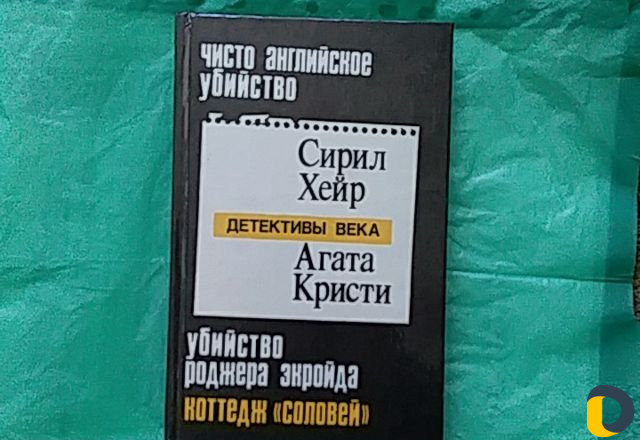 чисто английское
убийство
Сирил
Хейр
ДЕТЕКТИВЫ ВЕКА
Агата
Кристи
убийство
роджера экройда
коттедж «соловей»